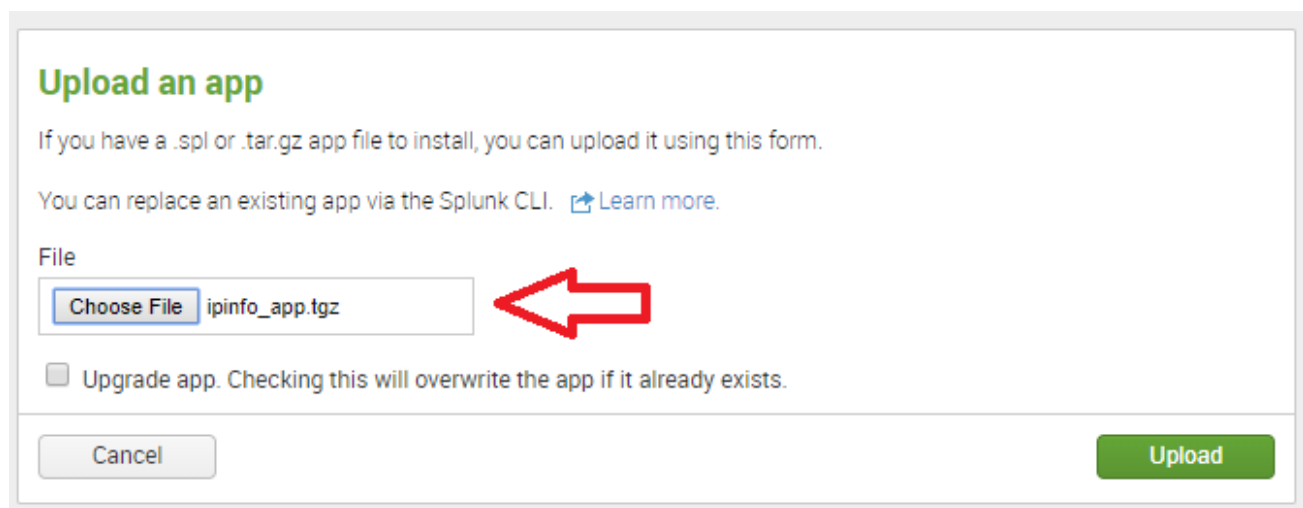 Upload an app
If you have a .spl or .tar.gz app file to install, you can upload it using this form.
You can replace an existing app via the Splunk CLI. Learn more.
File
Choose File ipinfo_app.tgz
Upgrade app. Checking this will overwrite the app if it already exists.
Cancel Upload